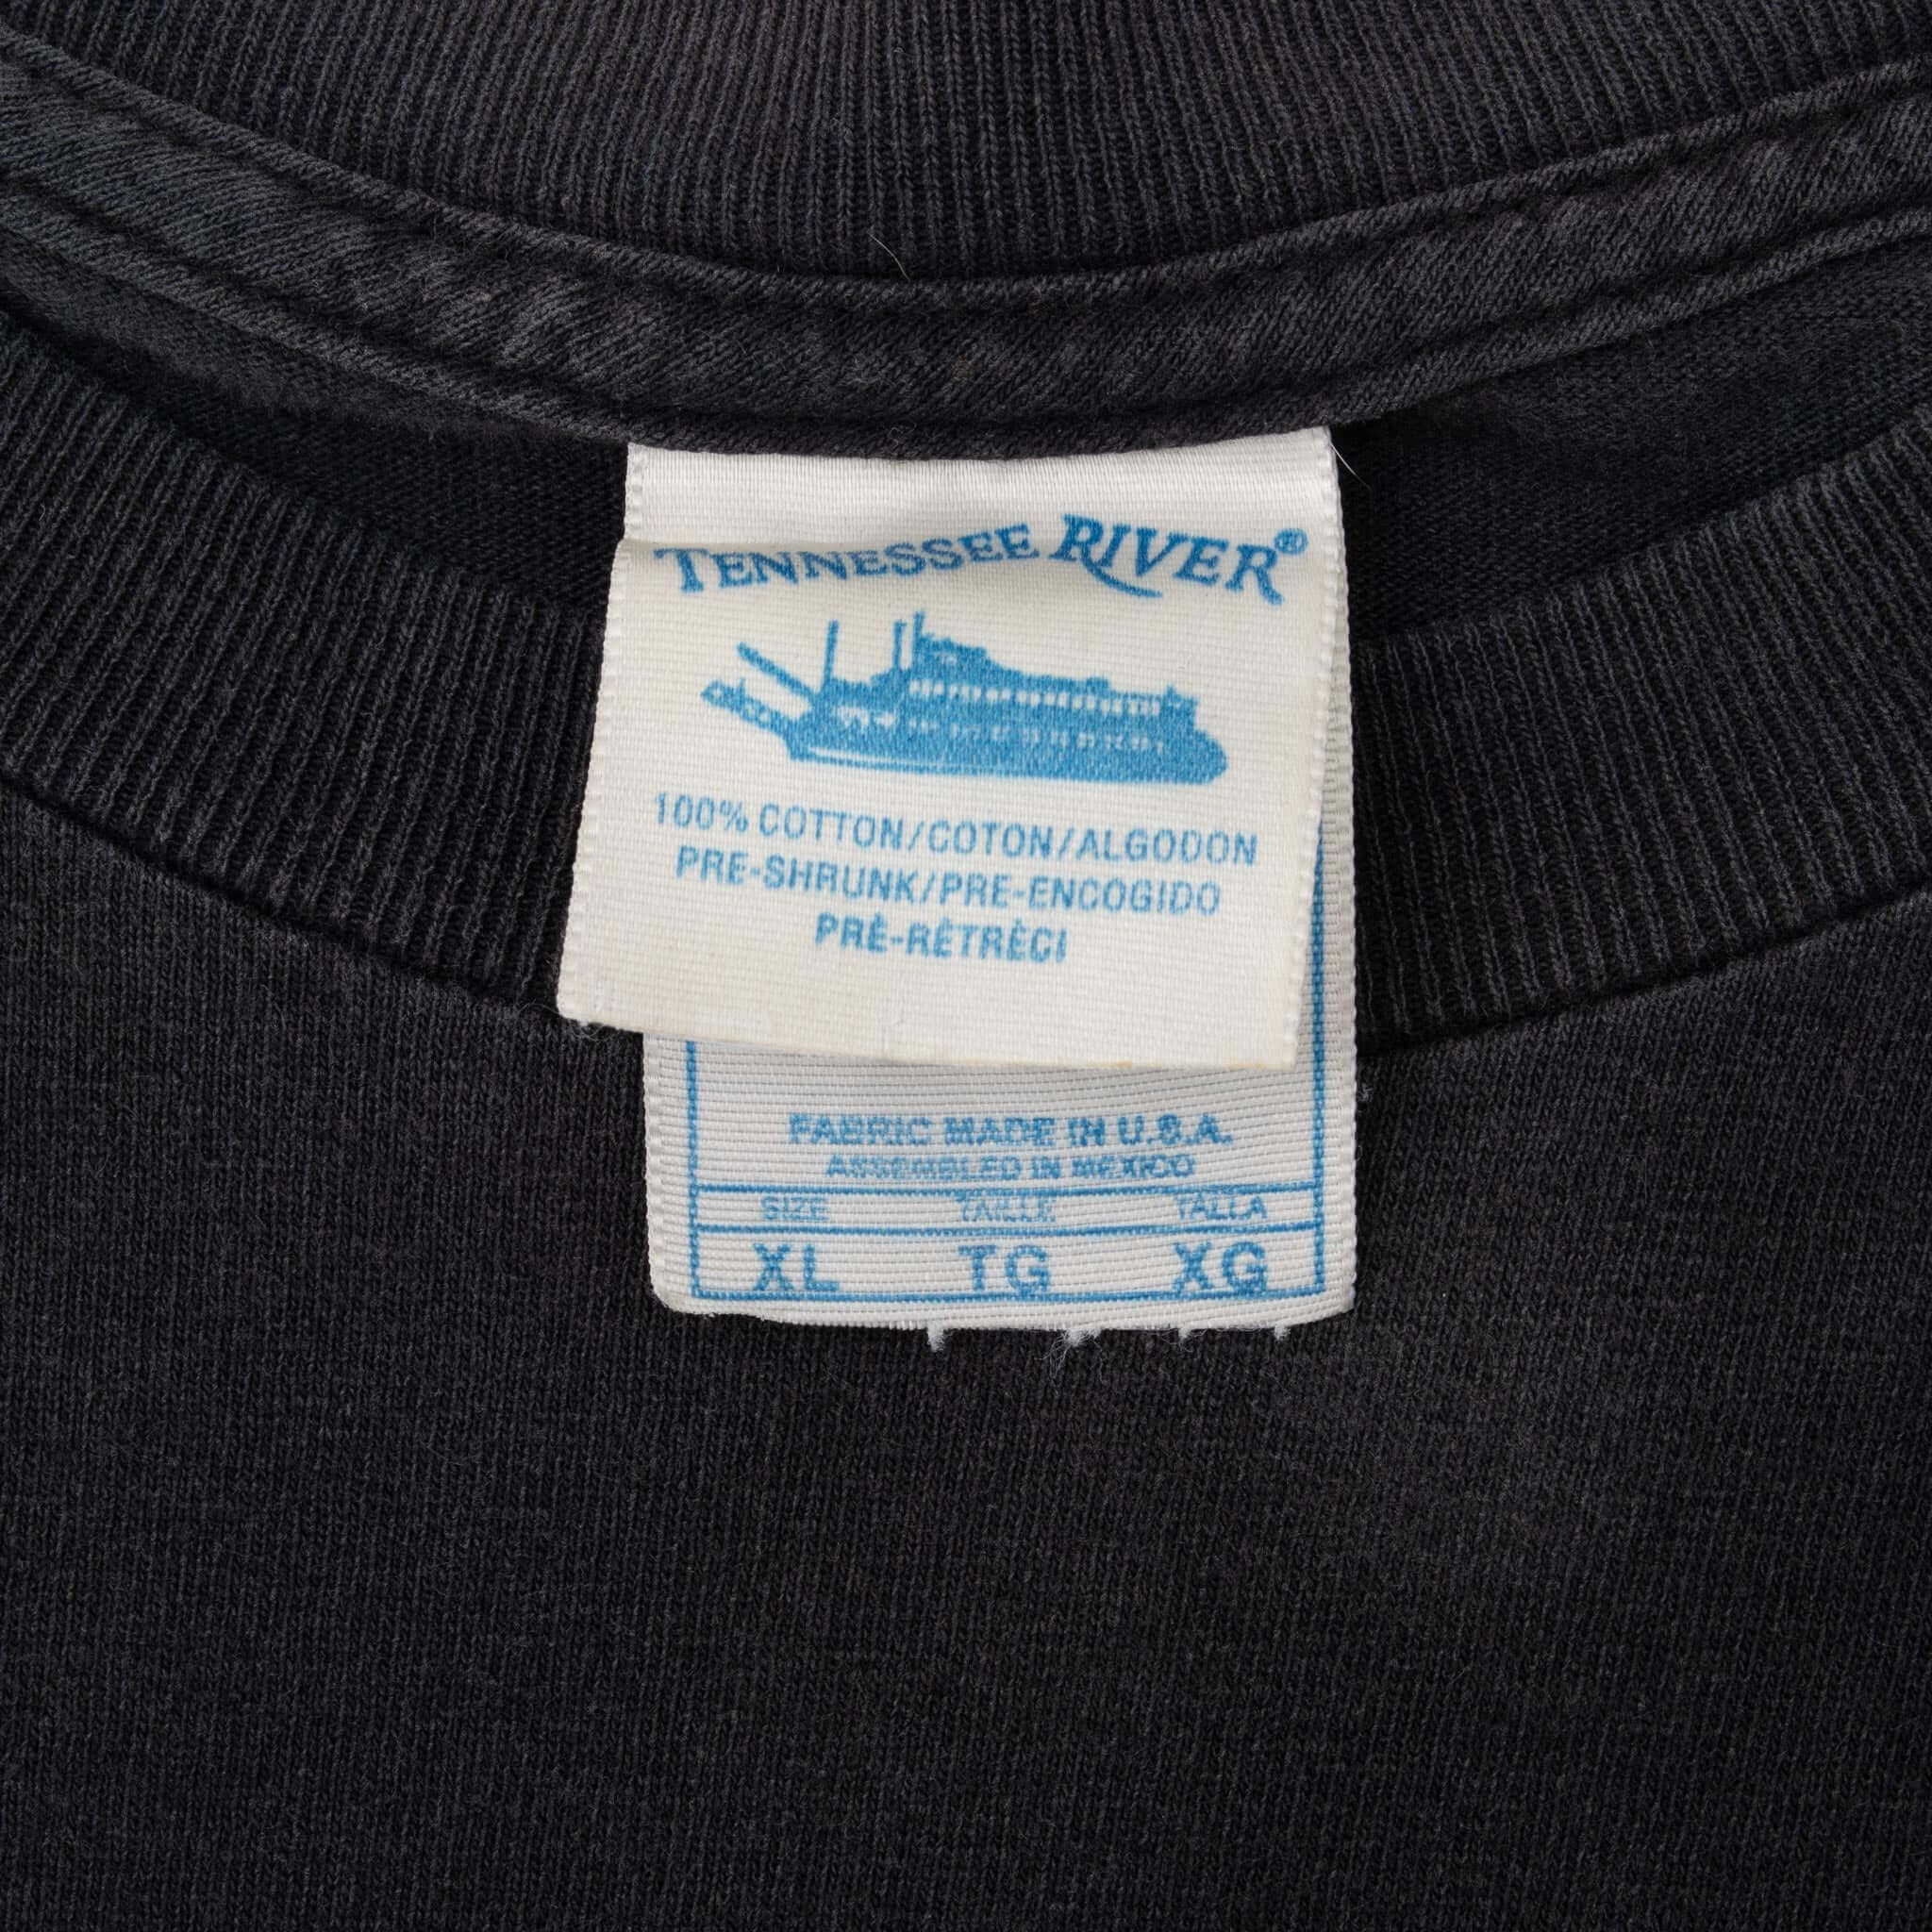 TENNESSEE RIVER®
100% COTTON/COTON/ALGODON
PRE-SHRUNK/PRE-ENCOGIDO
PRÉ-RÉTRÉCI
FABRIC MADE IN U.S.A.
ASSEMBLED IN MEXICO
SIZE TAILLE TALLA
XL TG XG